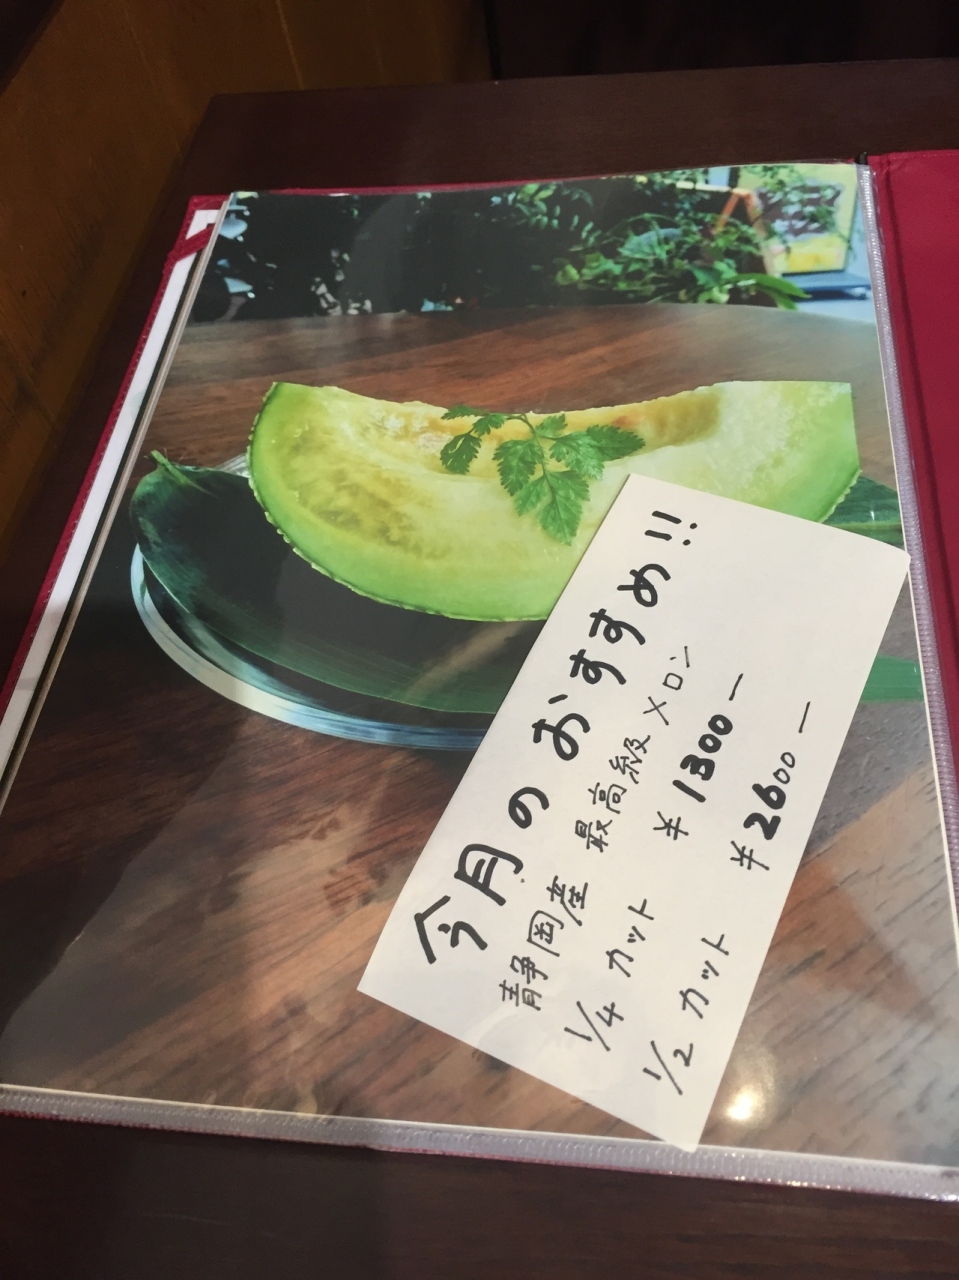 今月のおすすめ!!
静岡産 最高級メロン
1/4 カット ¥1300ー
1/2 カット ¥2600ー